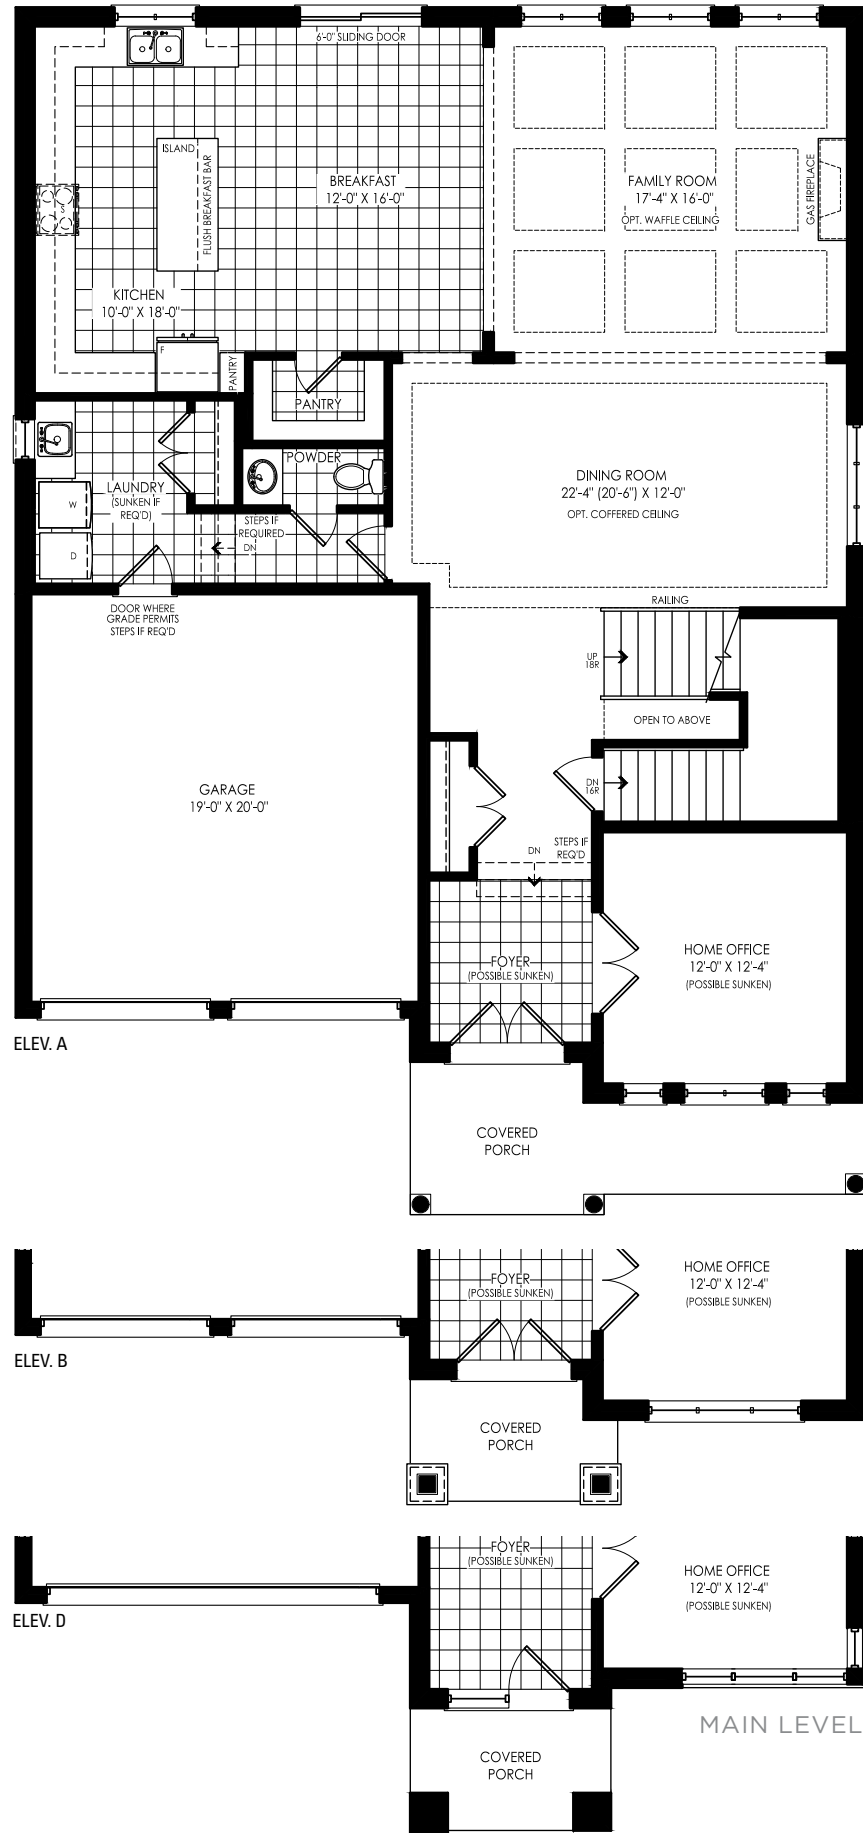 6'-0" SLIDING DOOR
ISLAND
FLUSH BREAKFAST BAR
BREAKFAST
12'-0" X 16'-0"
FAMILY ROOM
17'-4" X 16'-0"
OPT. WAFFLE CEILING
GAS FIREPLACE
S
KITCHEN
10'-0" X 18'-0"
F
PANTRY
PANTRY
POWDER
LAUNDRY
(SUNKEN IF
REQ'D)
W
D
STEPS IF
REQUIRED
DN
DINING ROOM
22'-4" (20'-6") X 12'-0"
OPT. COFFERED CEILING
DOOR WHERE
GRADE PERMITS
STEPS IF REQ'D
RAILING
UP
18R
OPEN TO ABOVE
DN
16R
GARAGE
19'-0" X 20'-0"
DN
STEPS IF
REQ'D
FOYER
(POSSIBLE SUNKEN)
HOME OFFICE
12'-0" X 12'-4"
(POSSIBLE SUNKEN)
ELEV. A
COVERED
PORCH
FOYER
(POSSIBLE SUNKEN)
HOME OFFICE
12'-0" X 12'-4"
(POSSIBLE SUNKEN)
ELEV. B
COVERED
PORCH
FOYER
(POSSIBLE SUNKEN)
HOME OFFICE
12'-0" X 12'-4"
(POSSIBLE SUNKEN)
ELEV. D
MAIN LEVEL
COVERED
PORCH